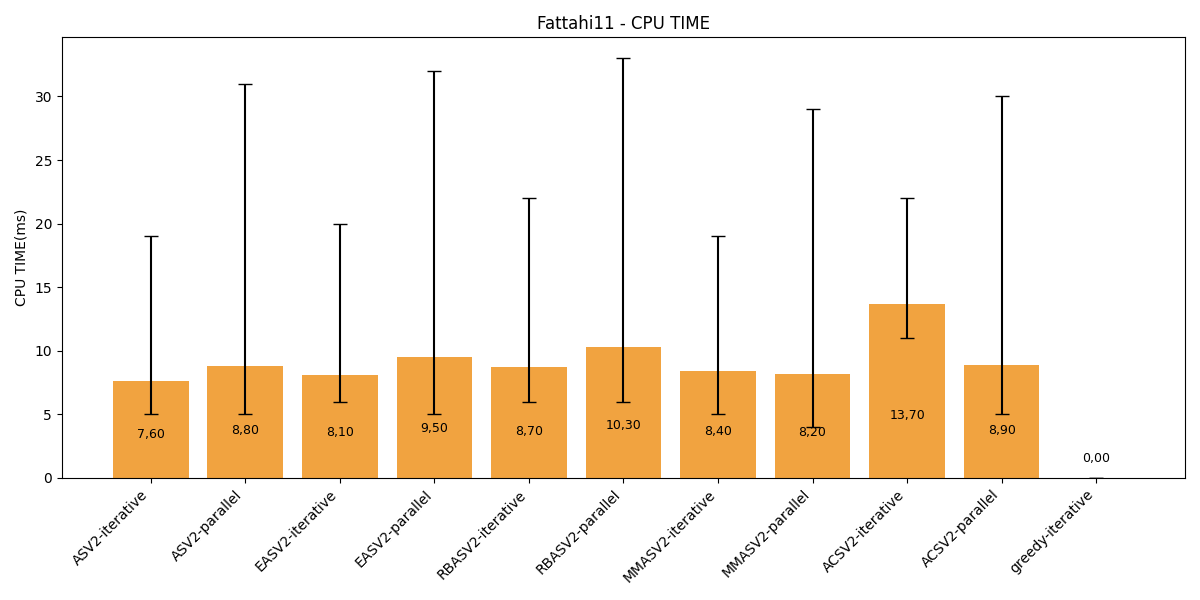 Fattahi11 - CPU TIME
CPU TIME(ms)
30
25
20
15
10
5
0
7,60
8,80
8,10
9,50
8,70
10,30
8,40
8,20
13,70
8,90
0,00
ASV2-iterative
ASV2-parallel
EASV2-iterative
EASV2-parallel
RBASV2-iterative
RBASV2-parallel
MMASV2-iterative
MMASV2-parallel
ACSV2-iterative
ACSV2-parallel
greedy-iterative